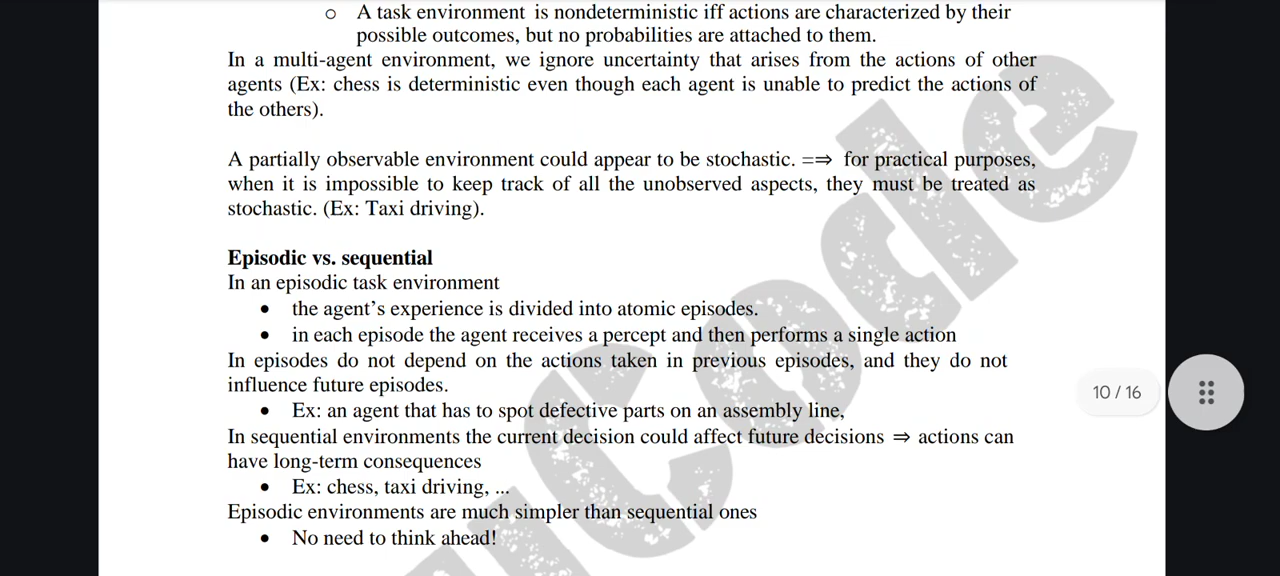 o A task environment is nondeterministic iff actions are characterized by their
possible outcomes, but no probabilities are attached to them.
In a multi-agent environment, we ignore uncertainty that arises from the actions of other
agents (Ex: chess is deterministic even though each agent is unable to predict the actions of
the others).
A partially observable environment could appear to be stochastic. =⇒ for practical purposes,
when it is impossible to keep track of all the unobserved aspects, they must be treated as
stochastic. (Ex: Taxi driving).
Episodic vs. sequential
In an episodic task environment
• the agent's experience is divided into atomic episodes.
• in each episode the agent receives a percept and then performs a single action
In episodes do not depend on the actions taken in previous episodes, and they do not
influence future episodes.
• Ex: an agent that has to spot defective parts on an assembly line,
In sequential environments the current decision could affect future decisions ⇒ actions can
have long-term consequences
• Ex: chess, taxi driving, ...
Episodic environments are much simpler than sequential ones
• No need to think ahead!
10 / 16